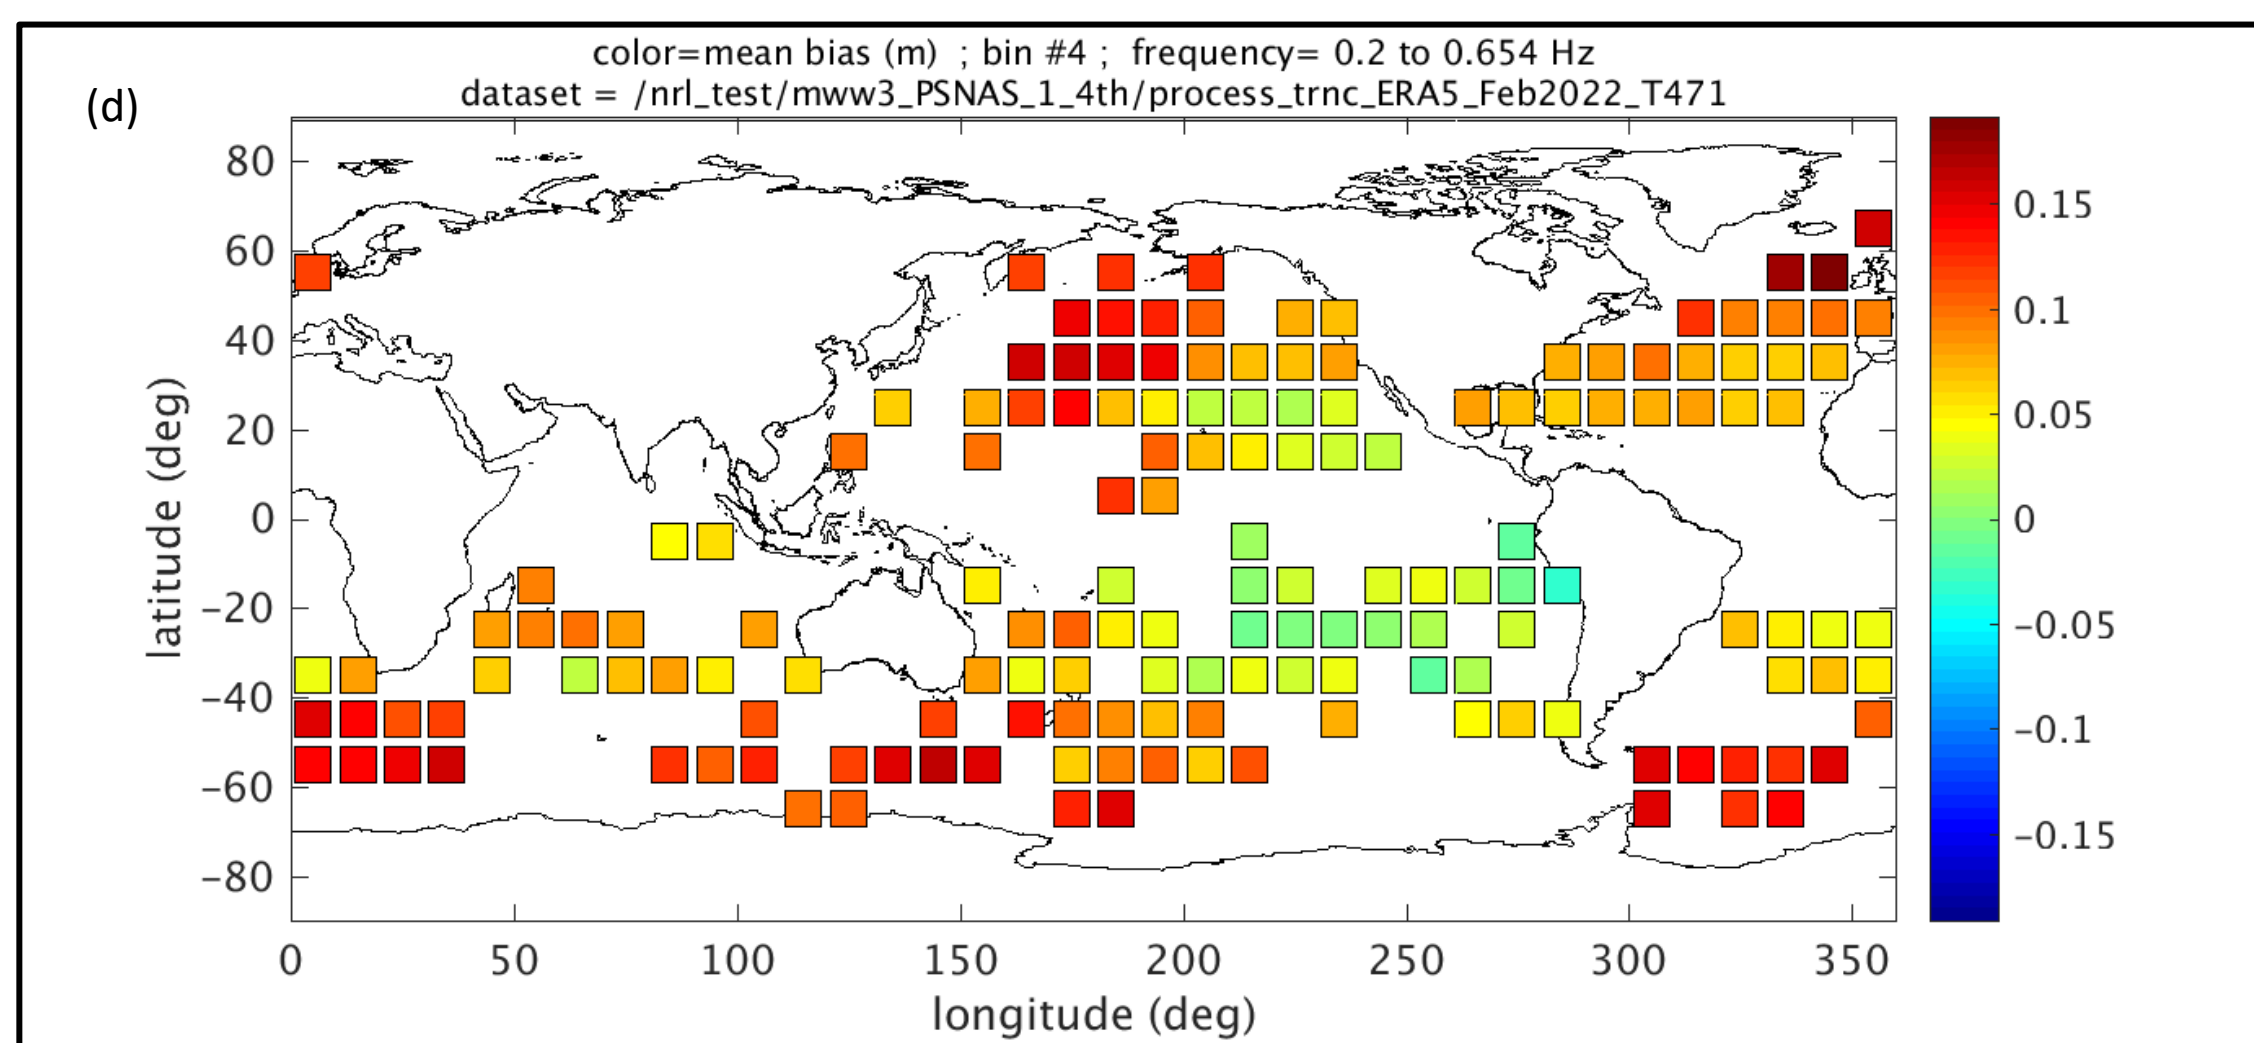 color=mean bias (m) ; bin #4 ; frequency= 0.2 to 0.654 Hz
dataset = /nrl_test/mww3_PSNAS_1_4th/process_trnc_ERA5_Feb2022_T471
(d)
80
60
40
20
0
−20
−40
−60
−80
latitude (deg)
0 50 100 150 200 250 300 350
longitude (deg)
0.15
0.1
0.05
0
−0.05
−0.1
−0.15